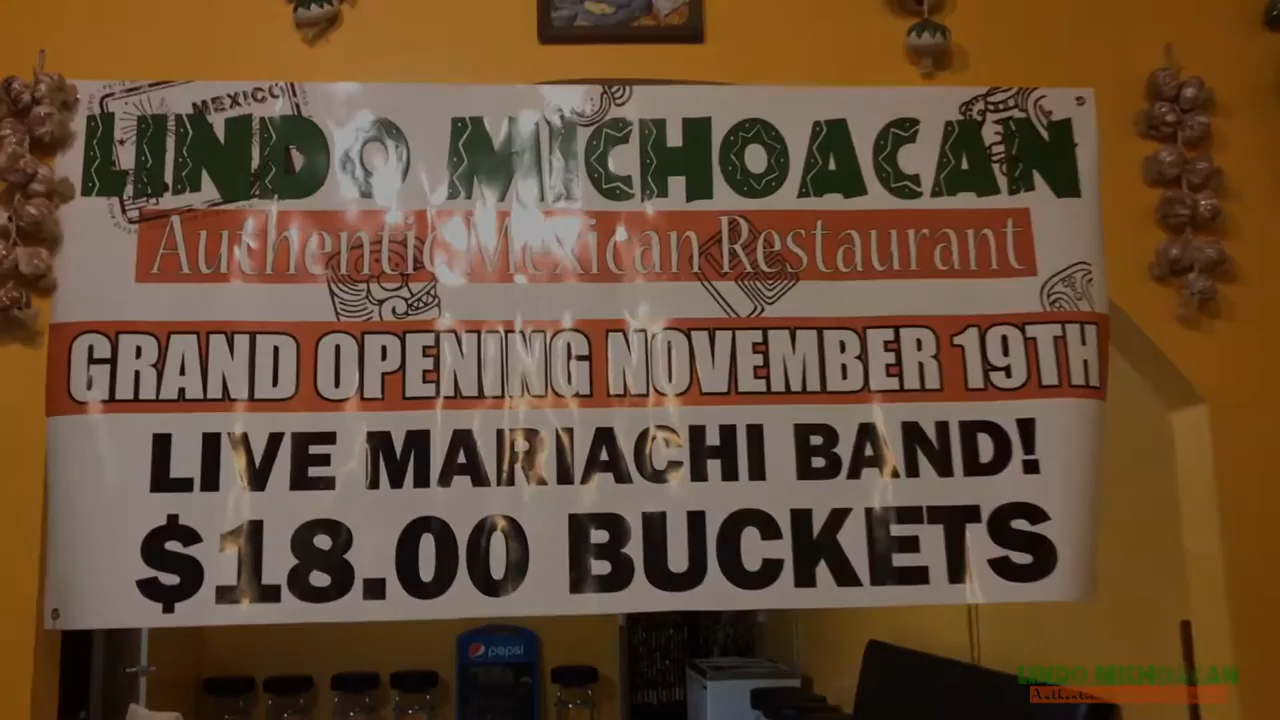 MEXICO
LINDO MICHOACAN
Authentic Mexican Restaurant
GRAND OPENING NOVEMBER 19TH
LIVE MARIACHI BAND!
$18.00 BUCKETS
pepsi
LINDO MICHOACAN
Authentic